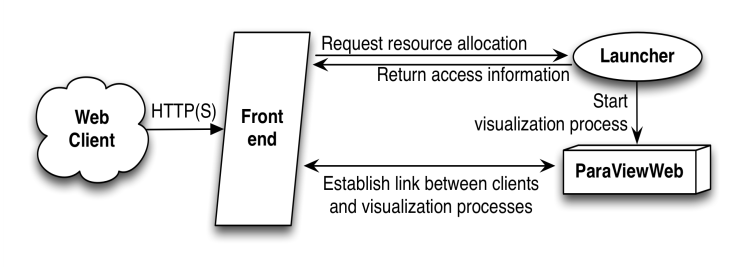 Request resource allocation
Launcher
Return access information
HTTP(S)
Web
Client
Front
end
Start
visualization process
ParaViewWeb
Establish link between clients
and visualization processes